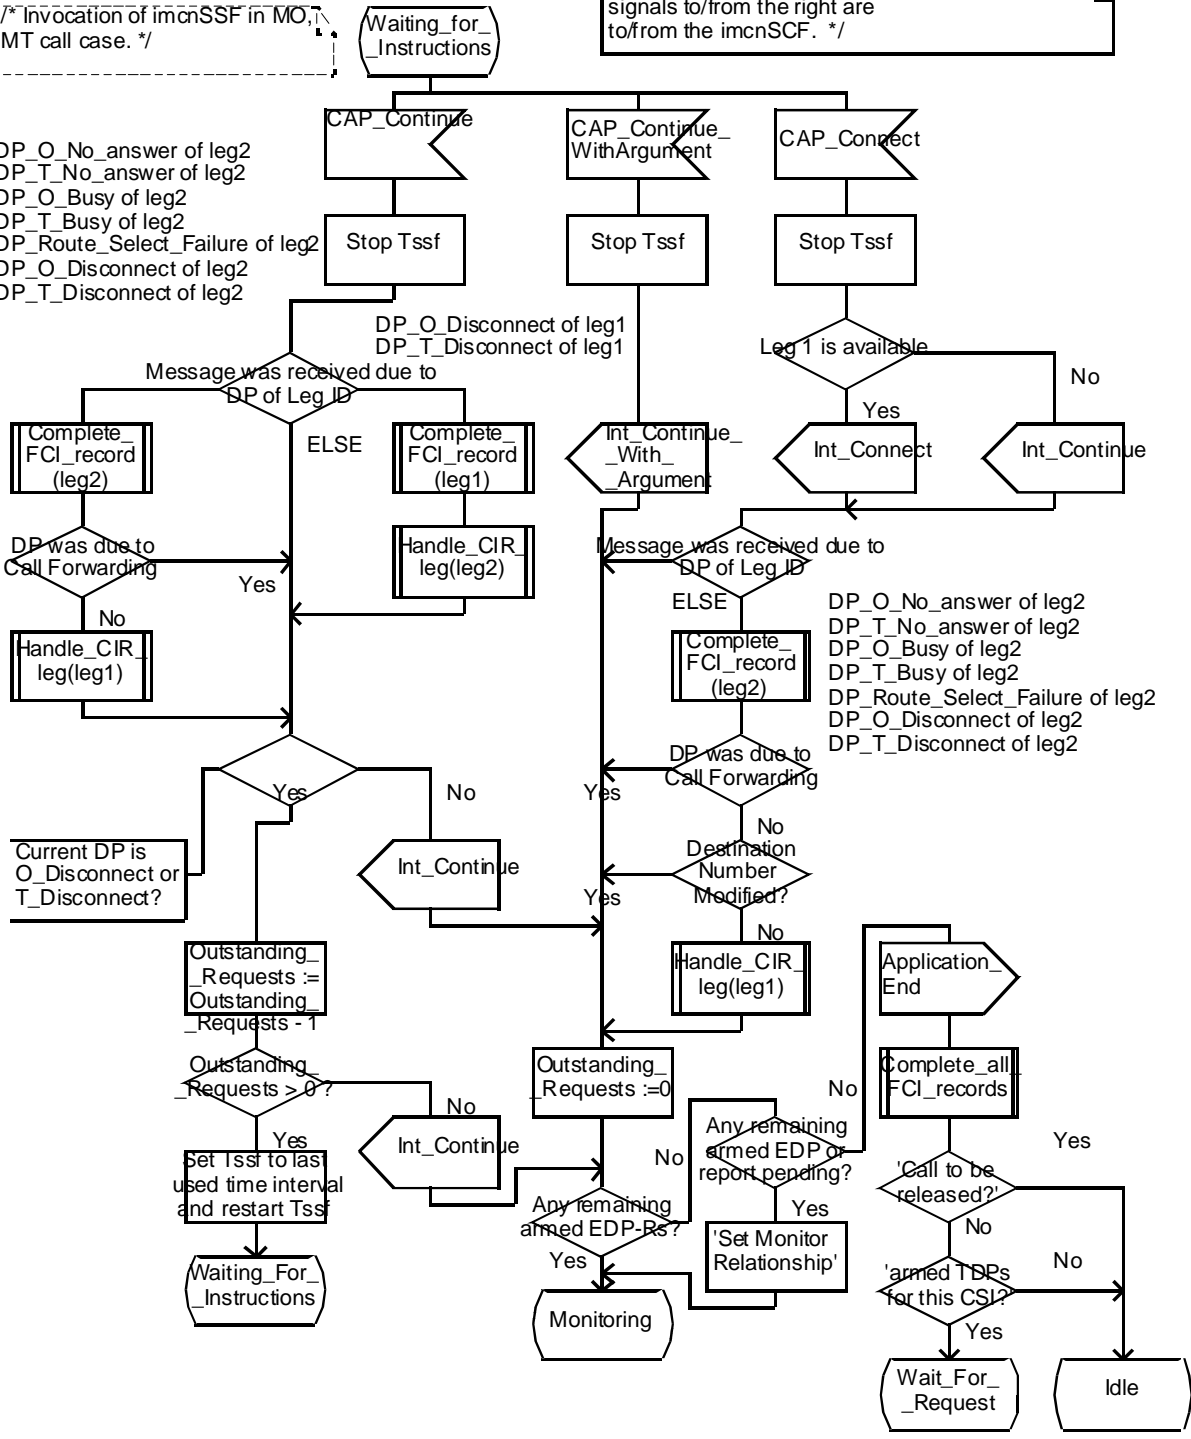 /* Invocation of imcnSSF in MO,
MT call case. */
Waiting_for_
_Instructions
signals to/from the right are
to/from the imcnSCF. */
CAP_Continue
CAP_Continue_
WithArgument
CAP_Connect
DP_O_No_answer of leg2
DP_T_No_answer of leg2
DP_O_Busy of leg2
DP_T_Busy of leg2
DP_Route_Select_Failure of leg2
DP_O_Disconnect of leg2
DP_T_Disconnect of leg2
Stop Tssf
Stop Tssf
Stop Tssf
DP_O_Disconnect of leg1
DP_T_Disconnect of leg1
Leg 1 is available
Message was received due to
DP of Leg ID
No
Yes
ELSE
Complete_
FCI_record
(leg2)
Complete_
FCI_record
(leg1)
Int_Continue_
_With_
_Argument
Int_Connect
Int_Continue
DP was due to
Call Forwarding
Yes
No
Handle_CIR_
leg(leg2)
Message was received due to
DP of Leg ID
ELSE
Handle_CIR_
leg(leg1)
Complete_
FCI_record
(leg2)
DP_O_No_answer of leg2
DP_T_No_answer of leg2
DP_O_Busy of leg2
DP_T_Busy of leg2
DP_Route_Select_Failure of leg2
DP_O_Disconnect of leg2
DP_T_Disconnect of leg2
Yes
No
DP was due to
Call Forwarding
Yes
No
Current DP is
O_Disconnect or
T_Disconnect?
Int_Continue
Destination
Number
Modified?
Yes
No
Outstanding_
_Requests :=
Outstanding_
_Requests - 1
Handle_CIR_
leg(leg1)
Application_
End
Outstanding_
_Requests > 0 ?
No
Yes
Outstanding_
_Requests :=0
Complete_all_
FCI_records
No
Int_Continue
Set Tssf to last
used time interval
and restart Tssf
Any remaining
armed EDP or
report pending?
No
Yes
Yes
'Call to be
released?'
No
Any remaining
armed EDP-Rs?
Yes
'Set Monitor
Relationship'
Waiting_For_
_Instructions
Monitoring
'armed TDPs
for this CSI?'
No
Yes
Wait_For_
_Request
Idle